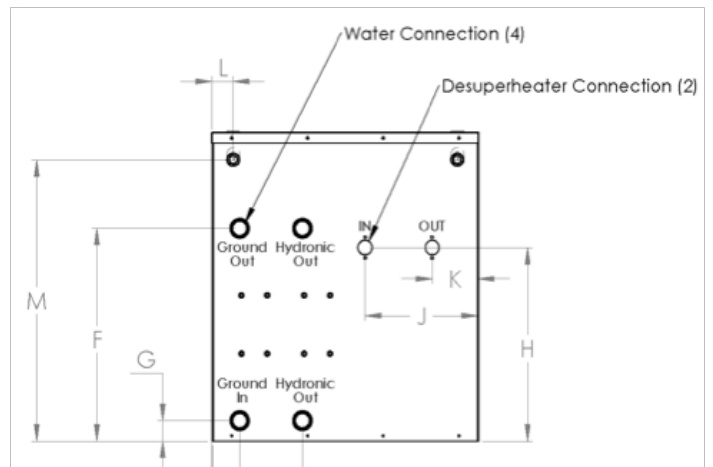 Water Connection (4)
L
Desuperheater Connection (2)
IN OUT
Ground Hydronic
Out Out
K
M
J
F
H
G
Ground Hydronic
In Out